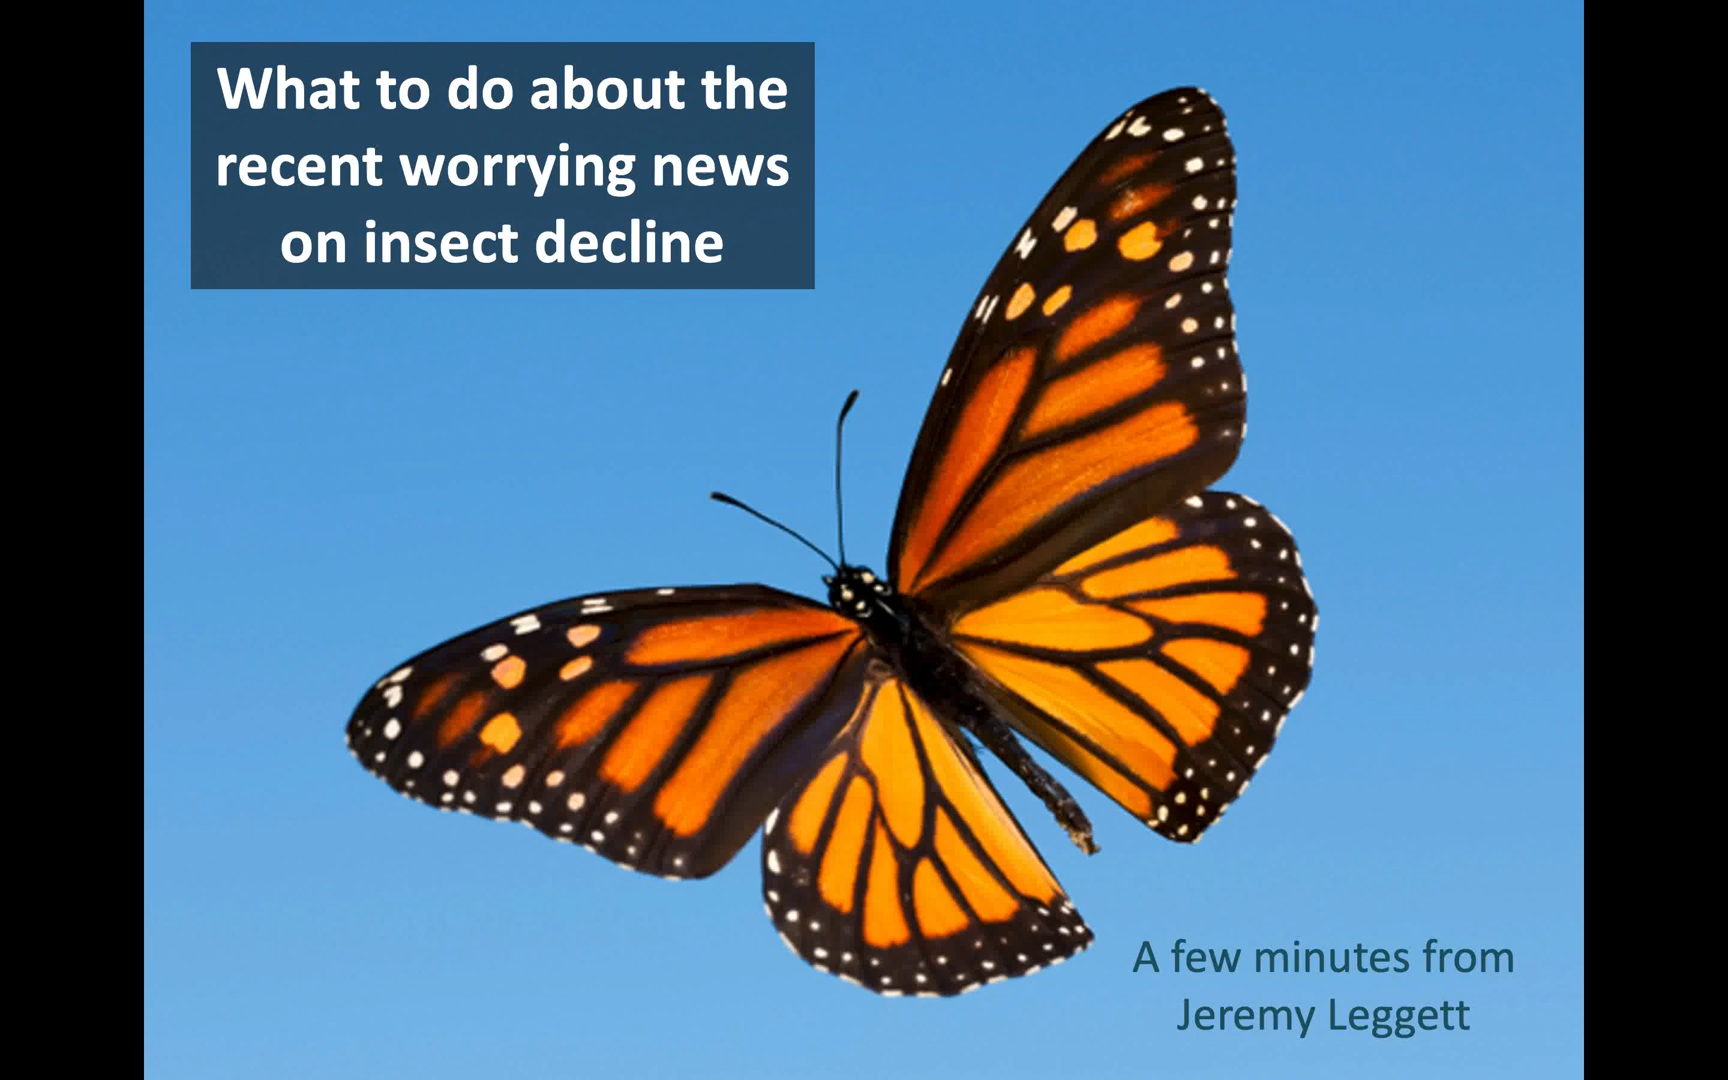 What to do about the
recent worrying news
on insect decline
A few minutes from
Jeremy Leggett